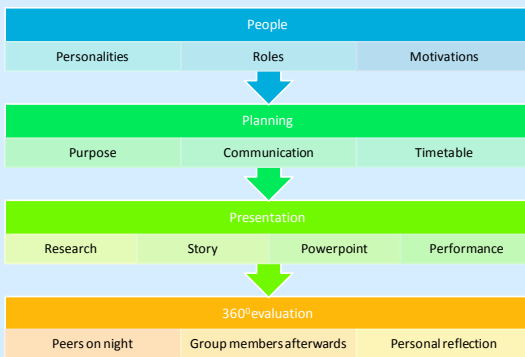 People
Personalities Roles Motivations
Planning
Purpose Communication Timetable
Presentation
Research Story Powerpoint Performance
360⁰evaluation
Peers on night Group members afterwards Personal reflection